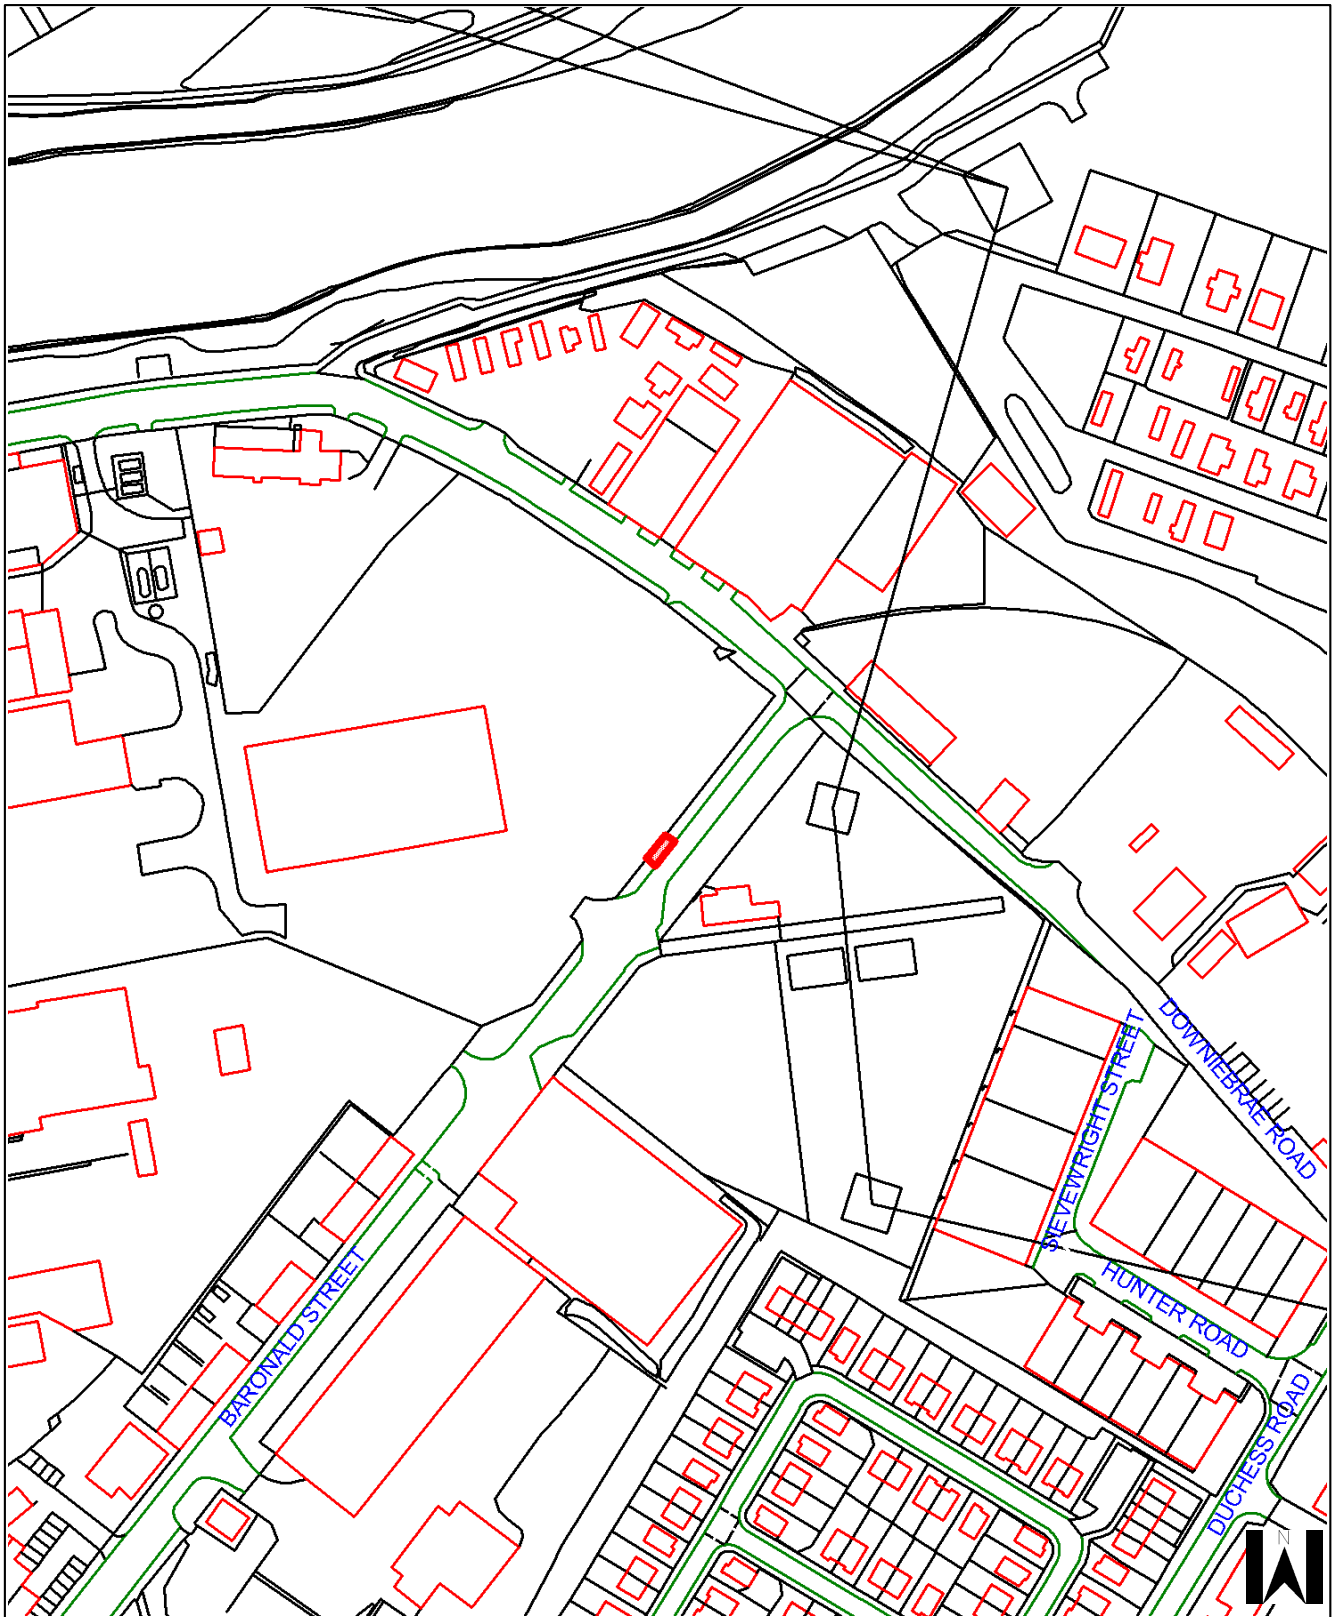 DOWNIEBRAE ROAD
SIEVEWRIGHT STREET
HUNTER ROAD
BARONALD STREET
DUCHESS ROAD
N